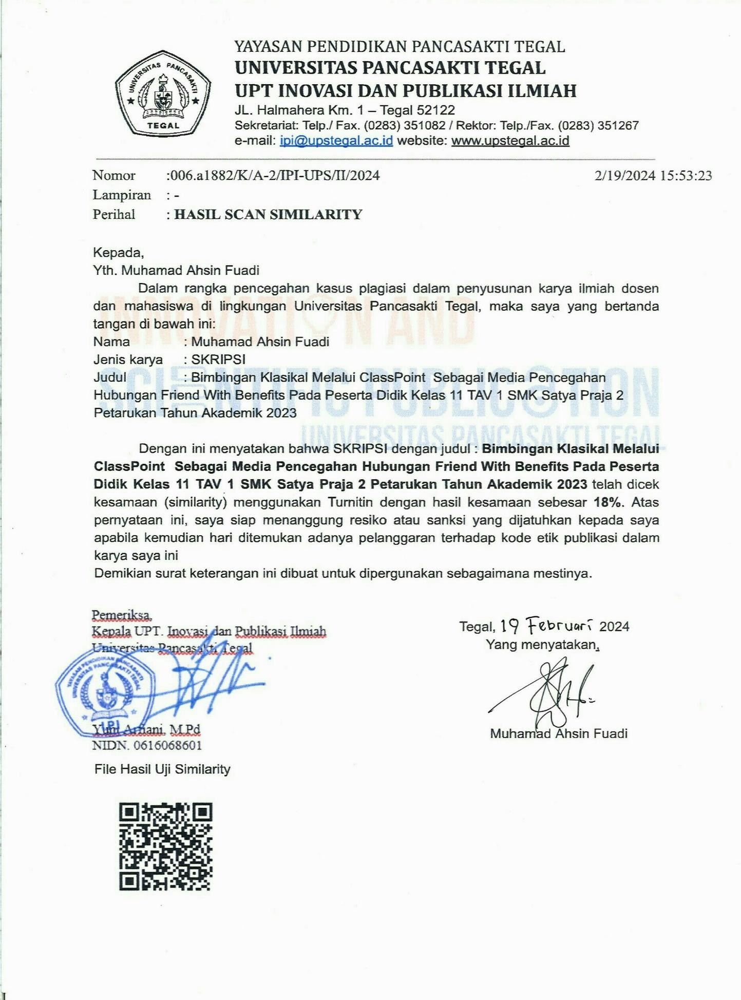 YAYASAN PENDIDIKAN PANCASAKTI TEGAL
UNIVERSITAS PANCASAKTI TEGAL
UPT INOVASI DAN PUBLIKASI ILMIAH
JL. Halmahera Km. 1 – Tegal 52122
Sekretariat: Telp./ Fax. (0283) 351082 / Rektor: Telp./Fax. (0283) 351267
e-mail: ipi@upstegal.ac.id website: www.upstegal.ac.id
UNIVERSITAS PANCASAKTI
TEGAL
Nomor :006.a1882/K/A-2/IPI-UPS/II/2024 2/19/2024 15:53:23
Lampiran : -
Perihal : HASIL SCAN SIMILARITY
Kepada,
Yth. Muhamad Ahsin Fuadi
Dalam rangka pencegahan kasus plagiasi dalam penyusunan karya ilmiah dosen
dan mahasiswa di lingkungan Universitas Pancasakti Tegal, maka saya yang bertanda
tangan di bawah ini:
Nama : Muhamad Ahsin Fuadi
Jenis karya : SKRIPSI
Judul : Bimbingan Klasikal Melalui ClassPoint  Sebagai Media Pencegahan
Hubungan Friend With Benefits Pada Peserta Didik Kelas 11 TAV 1 SMK Satya Praja 2
Petarukan Tahun Akademik 2023
INNOVATION AND
SCIENTIFIC PUBLICATION
UNIVERSITAS PANCASAKTI TEGAL
Dengan ini menyatakan bahwa SKRIPSI dengan judul : Bimbingan Klasikal Melalui
ClassPoint  Sebagai Media Pencegahan Hubungan Friend With Benefits Pada Peserta
Didik Kelas 11 TAV 1 SMK Satya Praja 2 Petarukan Tahun Akademik 2023 telah dicek
kesamaan (similarity) menggunakan Turnitin dengan hasil kesamaan sebesar 18%. Atas
pernyataan ini, saya siap menanggung resiko atau sanksi yang dijatuhkan kepada saya
apabila kemudian hari ditemukan adanya pelanggaran terhadap kode etik publikasi dalam
karya saya ini
Demikian surat keterangan ini dibuat untuk dipergunakan sebagaimana mestinya.
Pemeriksa,
Kepala UPT. Inovasi dan Publikasi Ilmiah
Universitas Pancasakti Tegal
YAYASAN PENDIDIKAN PANCASAKTI
UNIVERSITAS PANCASAKTI TEGAL
IPI
Yuni Arfiani, M.Pd
NIDN. 0616068601
Tegal, 19 Februari 2024
Yang menyatakan,
Muhamad Ahsin Fuadi
File Hasil Uji Similarity